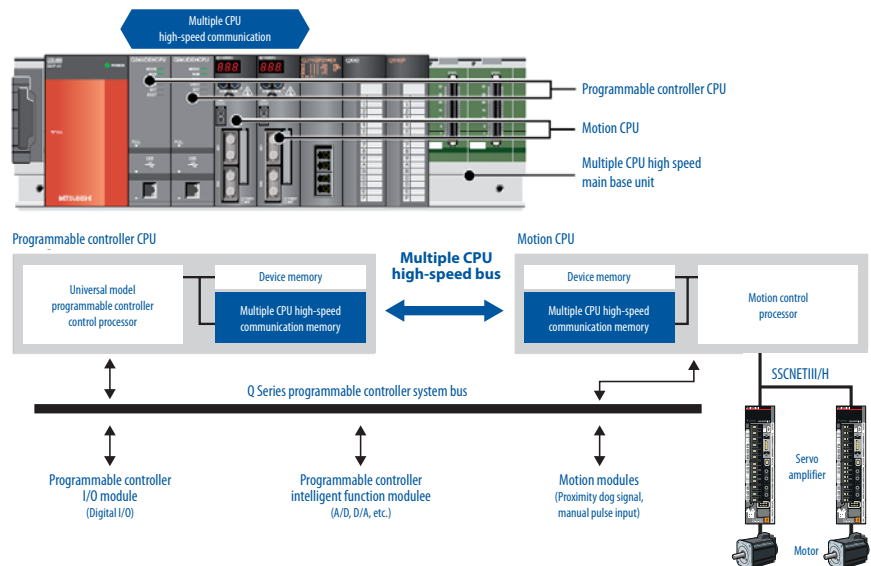 Multiple CPU
high-speed communication
MITSUBISHI
Programmable controller CPU
Motion CPU
Multiple CPU high speed
main base unit
Programmable controller CPU
Universal model
programmable controller
control processor
Device memory
Multiple CPU high-speed
communication memory
Multiple CPU
high-speed bus
Motion CPU
Device memory
Multiple CPU high-speed
communication memory
Motion control
processor
SSCNETIII/H
Q Series programmable controller system bus
Programmable controller
I/O module
(Digital I/O)
Programmable controller
intelligent function modulee
(A/D, D/A, etc.)
Motion modules
(Proximity dog signal,
manual pulse input)
Servo
amplifier
Motor